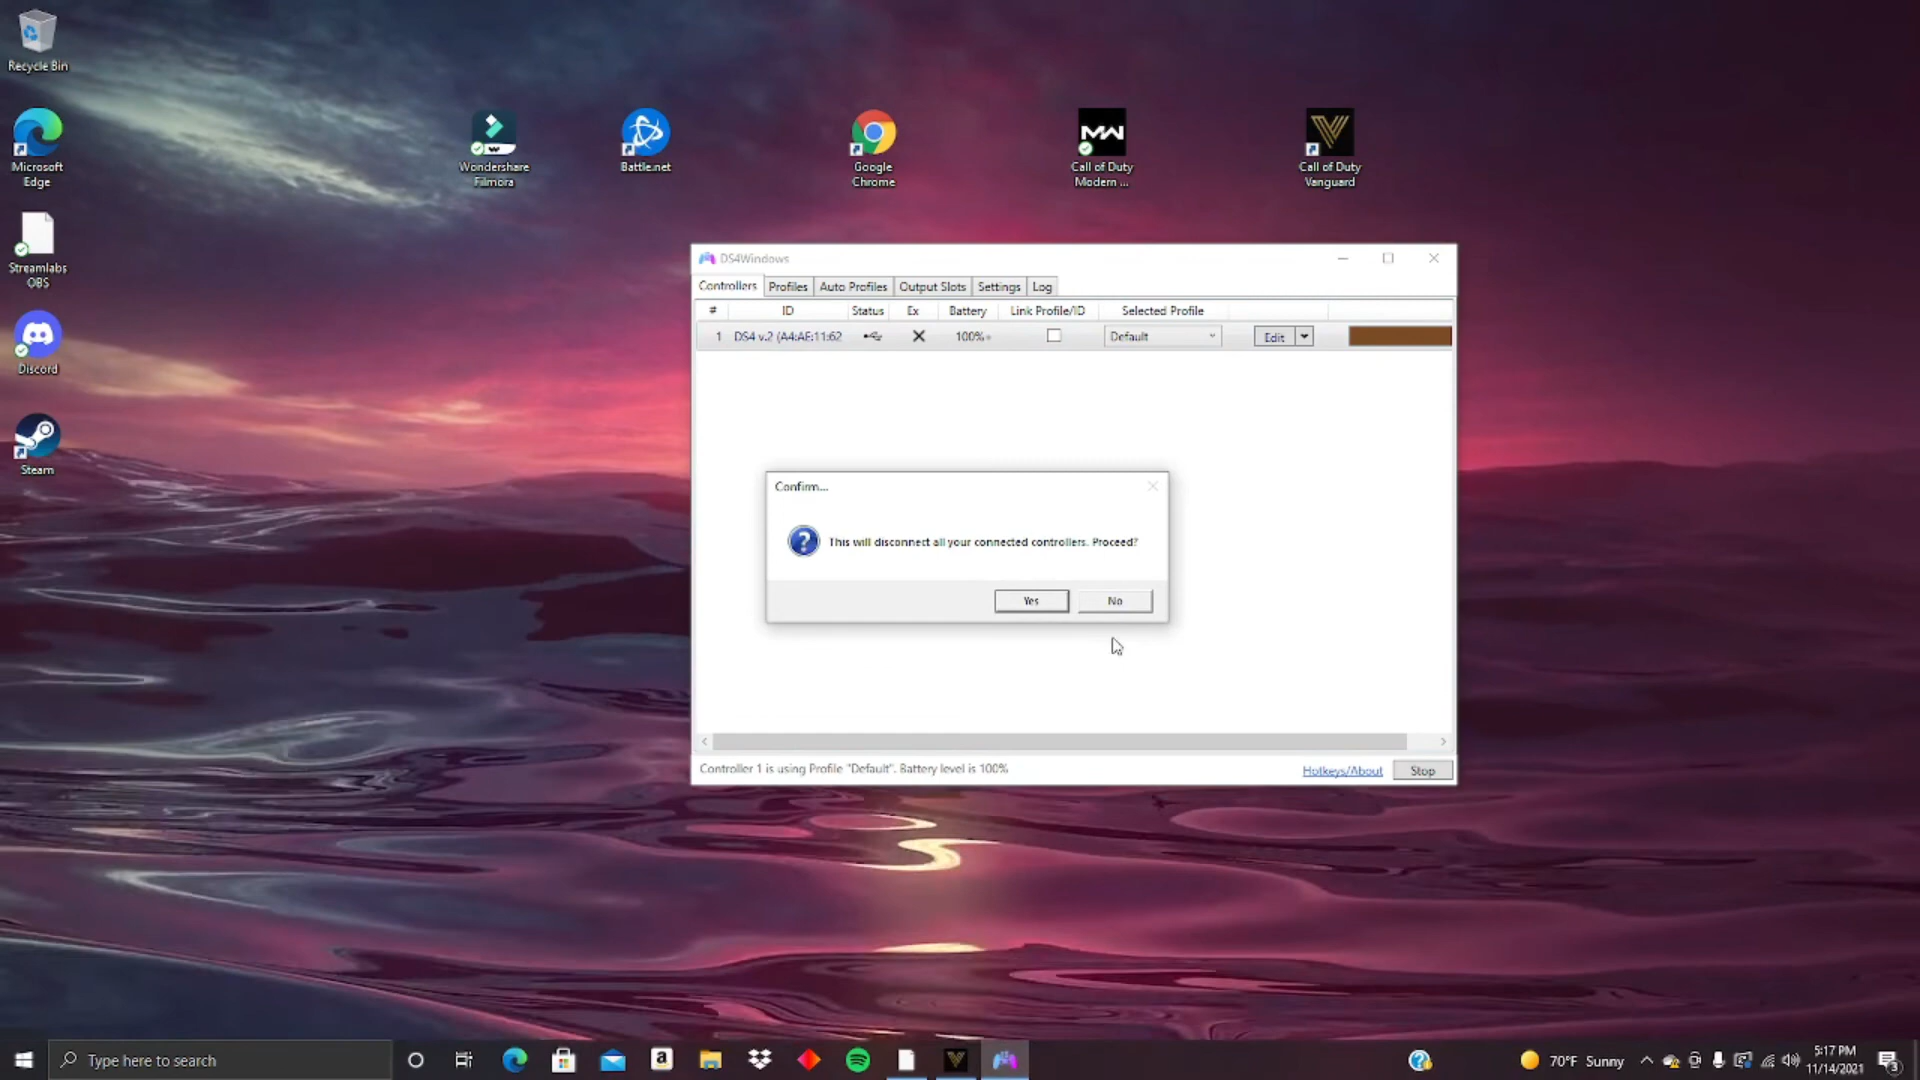 Recycle Bin
Microsoft
Edge
Streamlabs
OBS
Discord
Steam
Wondershare
Filmora
Battle.net
Google
Chrome
MW
Call of Duty
Modern ...
Call of Duty
Vanguard
DS4Windows
Controllers Profiles Auto Profiles Output Slots Settings Log
# ID Status Ex Battery Link Profile/ID Selected Profile
1 DS4 v.2 (A4:AE:11:62 100%+ Default Edit
Confirm...
This will disconnect all your connected controllers. Proceed?
Yes No
Controller 1 is using Profile "Default". Battery level is 100%
Hotkeys/About Stop
Type here to search
70°F Sunny
5:17 PM
11/14/2021
3